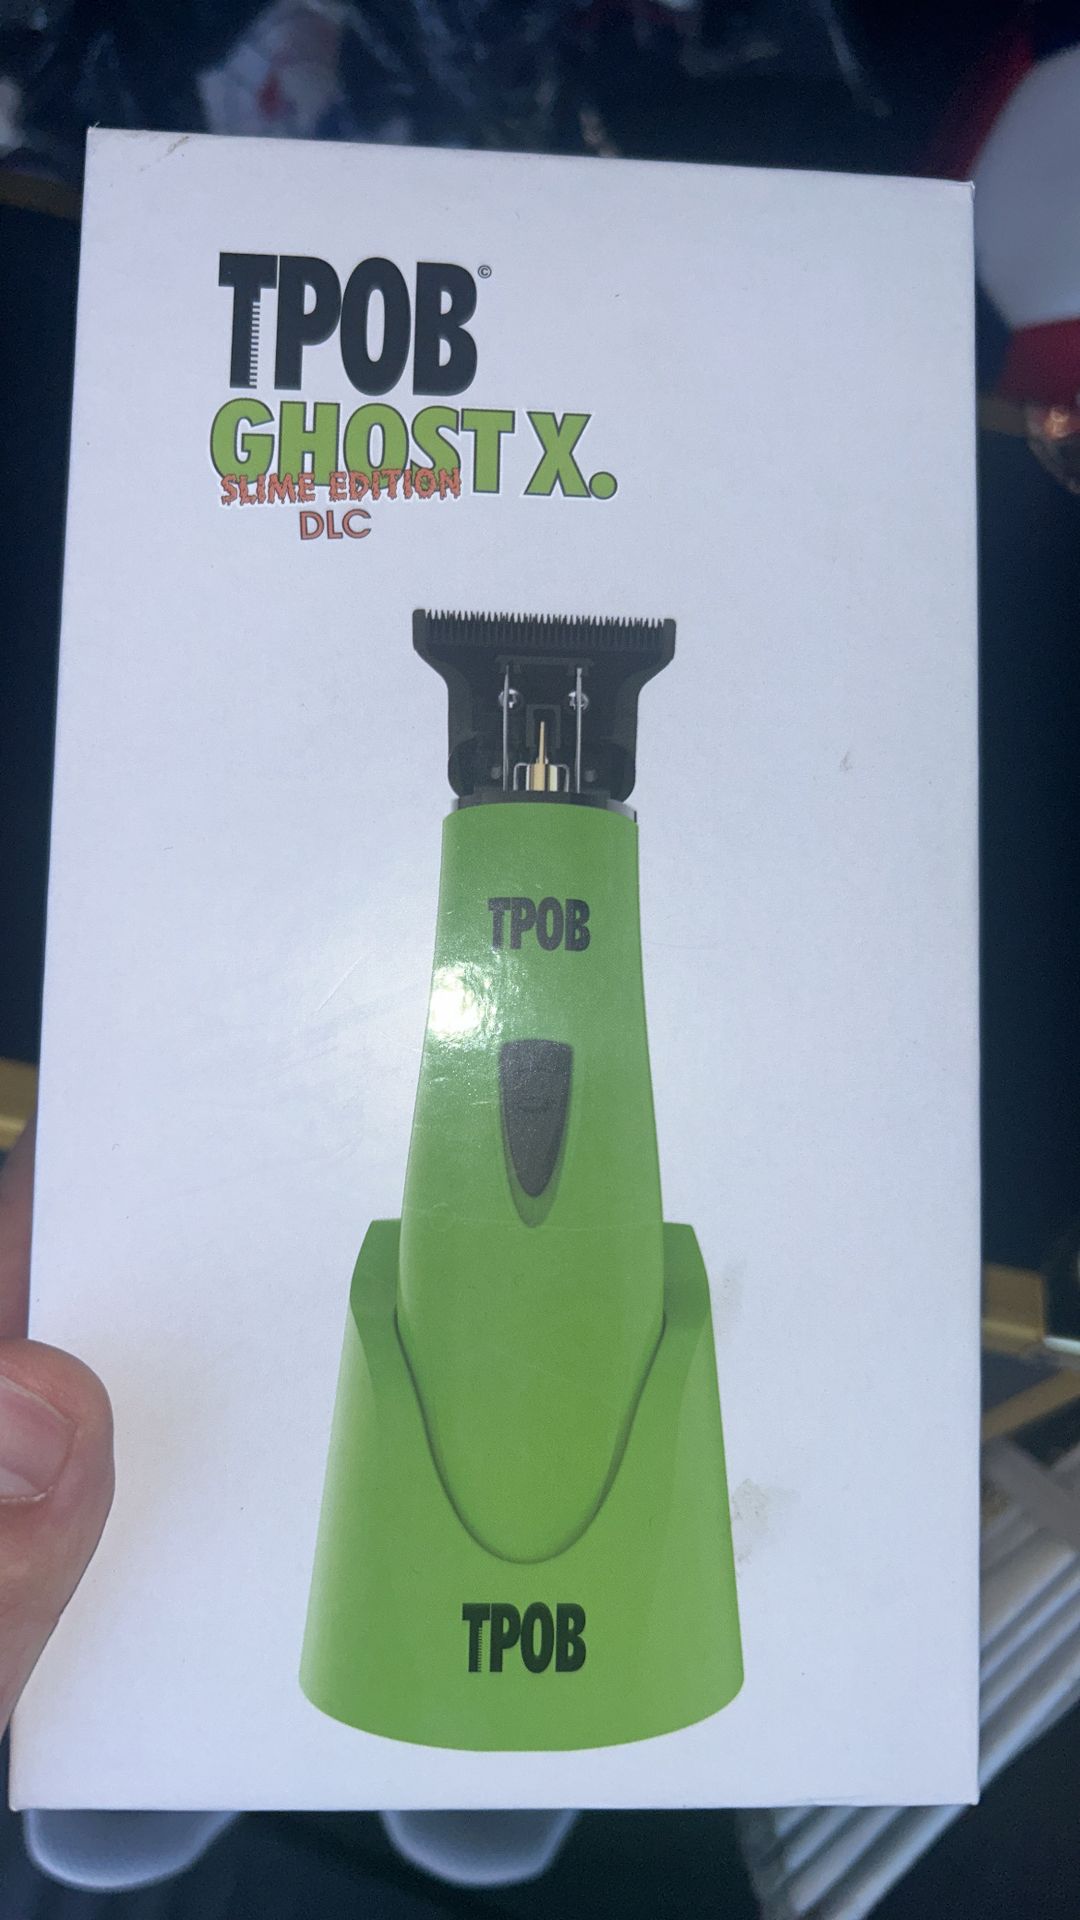 TPOB©
GHOST X.
SLIME EDITION
DLC
TPOB
TPOB